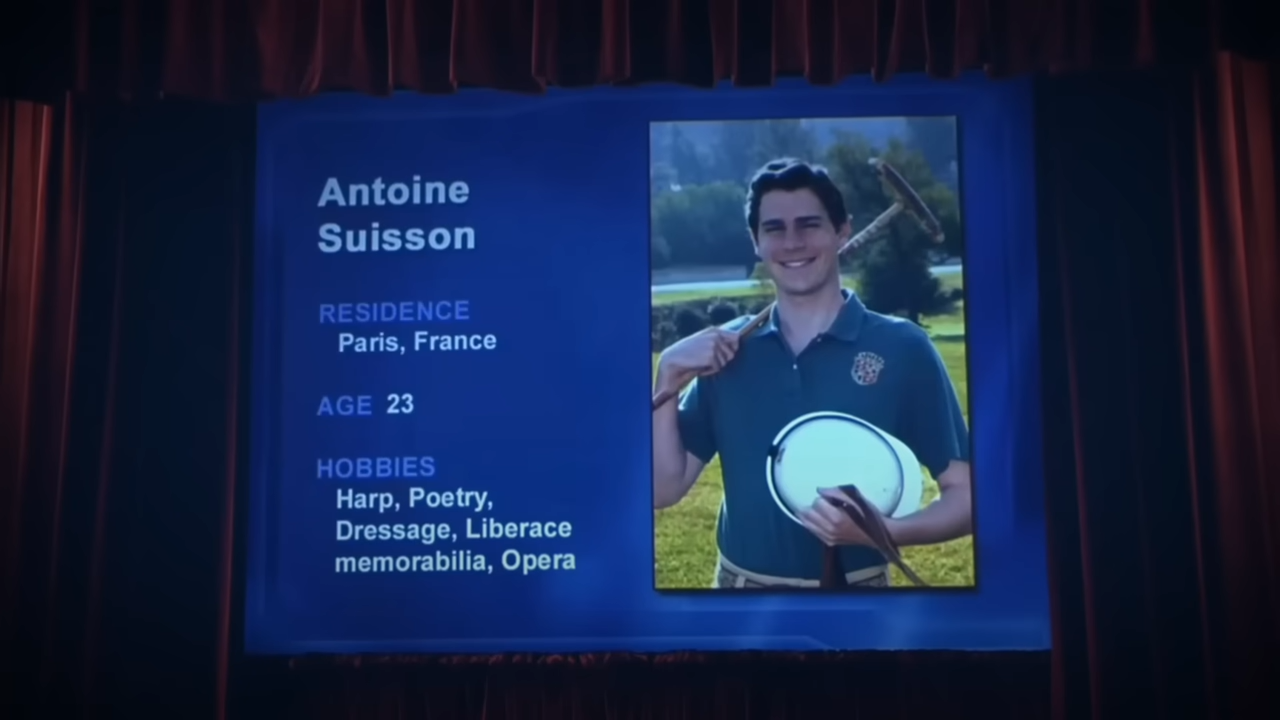 Antoine
Suisson
RESIDENCE
Paris, France
AGE 23
HOBBIES
Harp, Poetry,
Dressage, Liberace
memorabilia, Opera